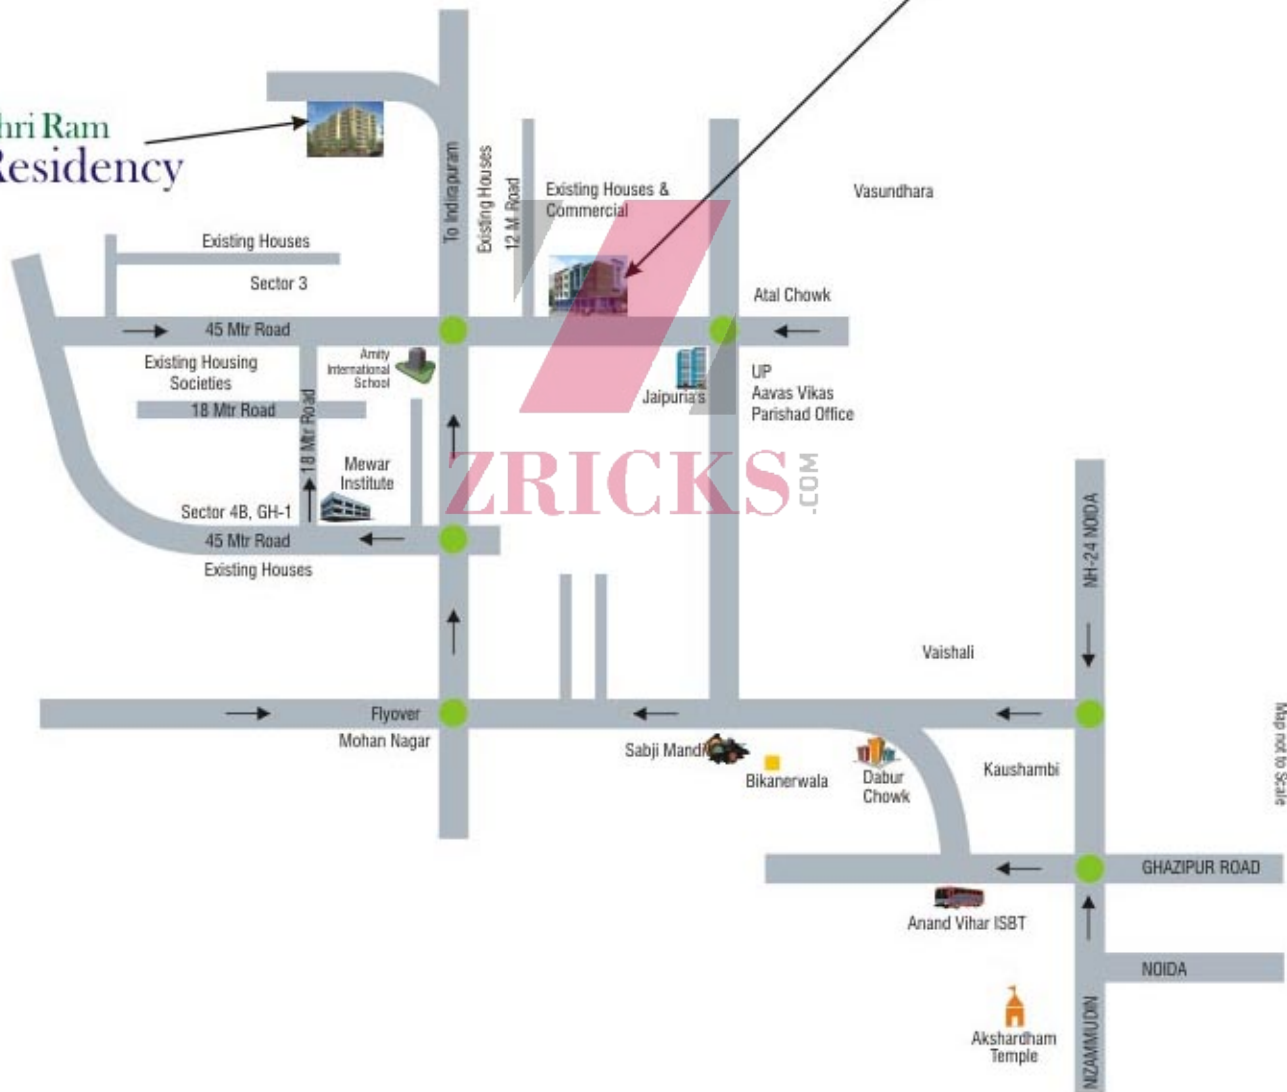 hri Ram
Residency
To Indirapuram
Existing Houses
12 M Road
Existing Houses &
Commercial
Vasundhara
Existing Houses
Sector 3
Atal Chowk
45 Mtr Road
Amity
International
School
Existing Housing
Societies
Jaipuria's
UP
Aavas Vikas
Parishad Office
18 Mtr Road
18 Mtr Road
Mewar
Institute
ZRICKS
.COM
Sector 4B, GH-1
45 Mtr Road
Existing Houses
NH-24 NOIDA
Vaishali
Flyover
Mohan Nagar
Sabji Mandi
Bikanerwala
Dabur
Chowk
Kaushambi
Map not to Scale
GHAZIPUR ROAD
Anand Vihar ISBT
NOIDA
Akshardham
Temple
NIZAMMUDIN